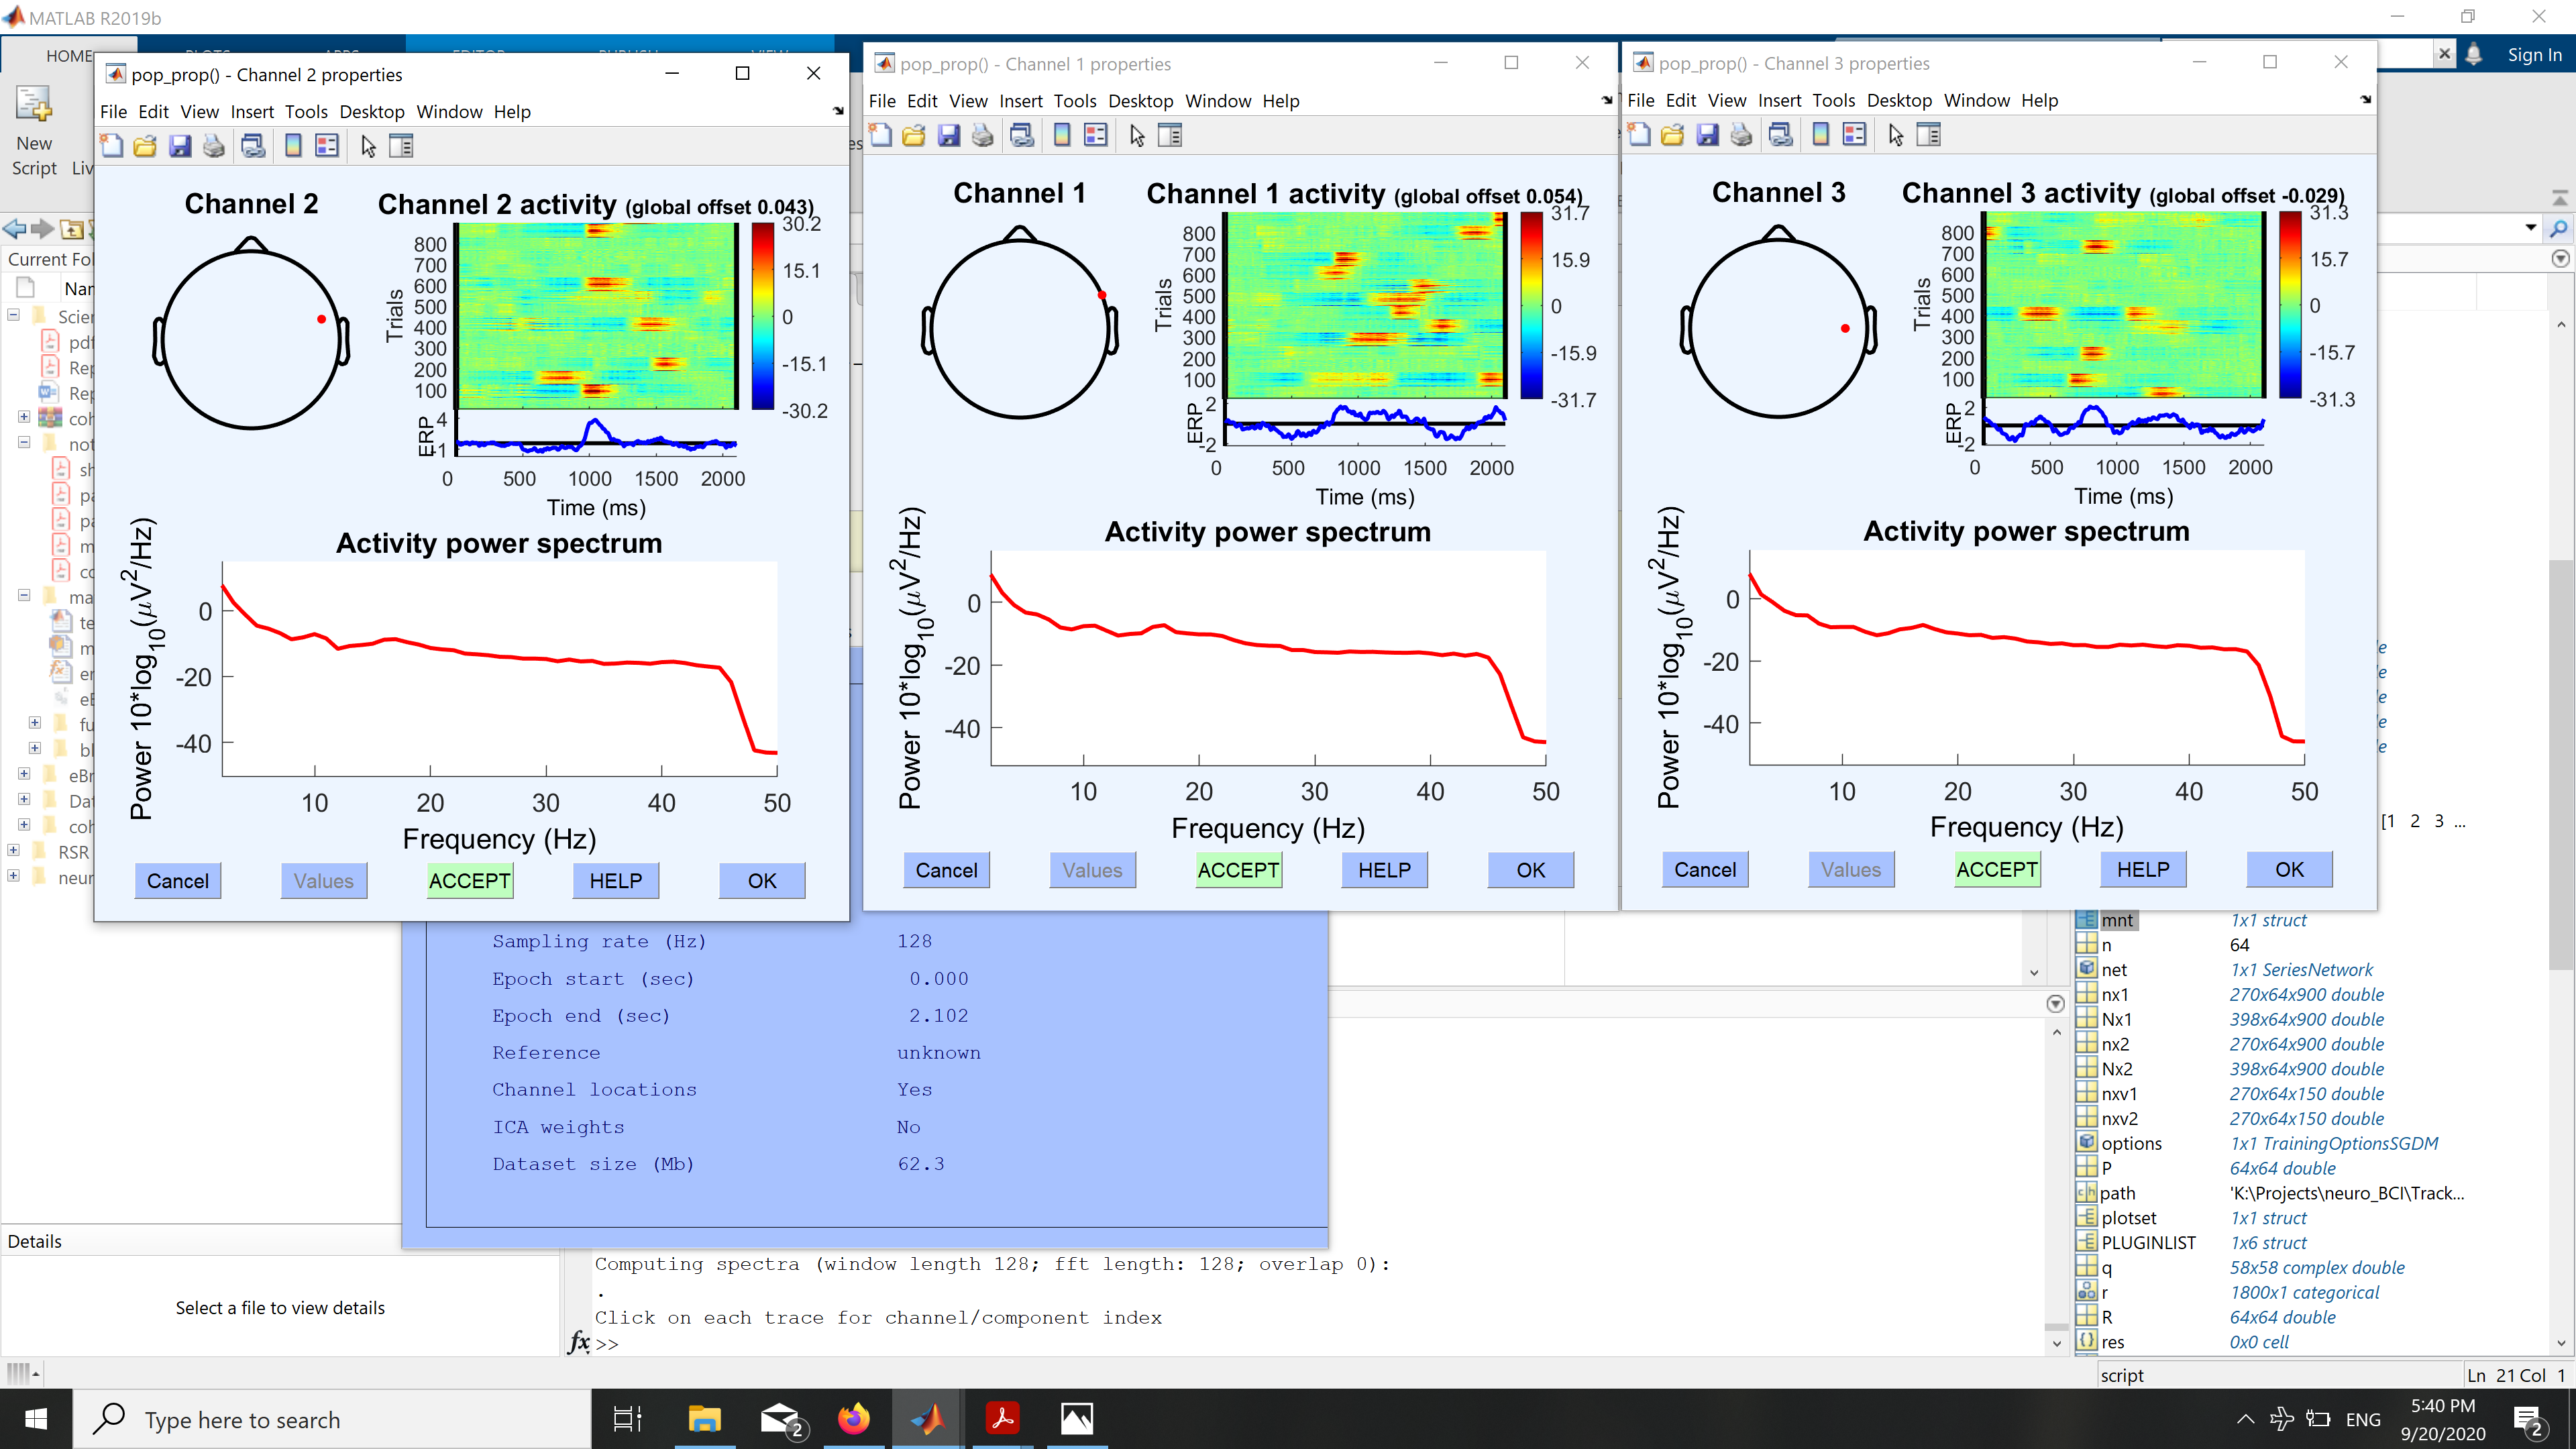 MATLAB R2019b
HOME
PLOTS
APPS
EDITOR
PUBLISH
VIEW
Sign In
New
Script
Liv
Current Fol
Nar
Scien
pdf
Rep
Rep
coh
not
sh
pa
pa
m
co
ma
te
m
er
eE
fu
bl
eBr
Dat
coh
RSR
neur
pop_prop() - Channel 2 properties
File Edit View Insert Tools Desktop Window Help
Channel 2
Channel 2 activity (global offset 0.043)
30.2
15.1
0
-15.1
-30.2
Trials
800
700
600
500
400
300
200
100
ERP
4
-1
0 500 1000 1500 2000
Time (ms)
Activity power spectrum
Power 10*log10(μV2/Hz)
0
-20
-40
10 20 30 40 50
Frequency (Hz)
Cancel Values ACCEPT HELP OK
pop_prop() - Channel 1 properties
File Edit View Insert Tools Desktop Window Help
Channel 1
Channel 1 activity (global offset 0.054)
31.7
15.9
0
-15.9
-31.7
Trials
800
700
600
500
400
300
200
100
ERP
2
-2
0 500 1000 1500 2000
Time (ms)
Activity power spectrum
Power 10*log10(μV2/Hz)
0
-20
-40
10 20 30 40 50
Frequency (Hz)
Cancel Values ACCEPT HELP OK
pop_prop() - Channel 3 properties
File Edit View Insert Tools Desktop Window Help
Channel 3
Channel 3 activity (global offset -0.029)
31.3
15.7
0
-15.7
-31.3
Trials
800
700
600
500
400
300
200
100
ERP
2
-2
0 500 1000 1500 2000
Time (ms)
Activity power spectrum
Power 10*log10(μV2/Hz)
0
-20
-40
10 20 30 40 50
Frequency (Hz)
Cancel Values ACCEPT HELP OK
Sampling rate (Hz) 128
Epoch start (sec) 0.000
Epoch end (sec) 2.102
Reference unknown
Channel locations Yes
ICA weights No
Dataset size (Mb) 62.3
[1 2 3 ...
mnt 1x1 struct
n 64
net 1x1 SeriesNetwork
nx1 270x64x900 double
Nx1 398x64x900 double
nx2 270x64x900 double
Nx2 398x64x900 double
nxv1 270x64x150 double
nxv2 270x64x150 double
options 1x1 TrainingOptionsSGDM
P 64x64 double
path 'K:\Projects\neuro_BCI\Track...
plotset 1x1 struct
PLUGINLIST 1x6 struct
q 58x58 complex double
r 1800x1 categorical
R 64x64 double
res 0x0 cell
Details
Select a file to view details
Computing spectra (window length 128; fft length: 128; overlap 0):
.
Click on each trace for channel/component index
fx >>
script Ln 21 Col 1
Type here to search
2
ENG
5:40 PM
9/20/2020
2